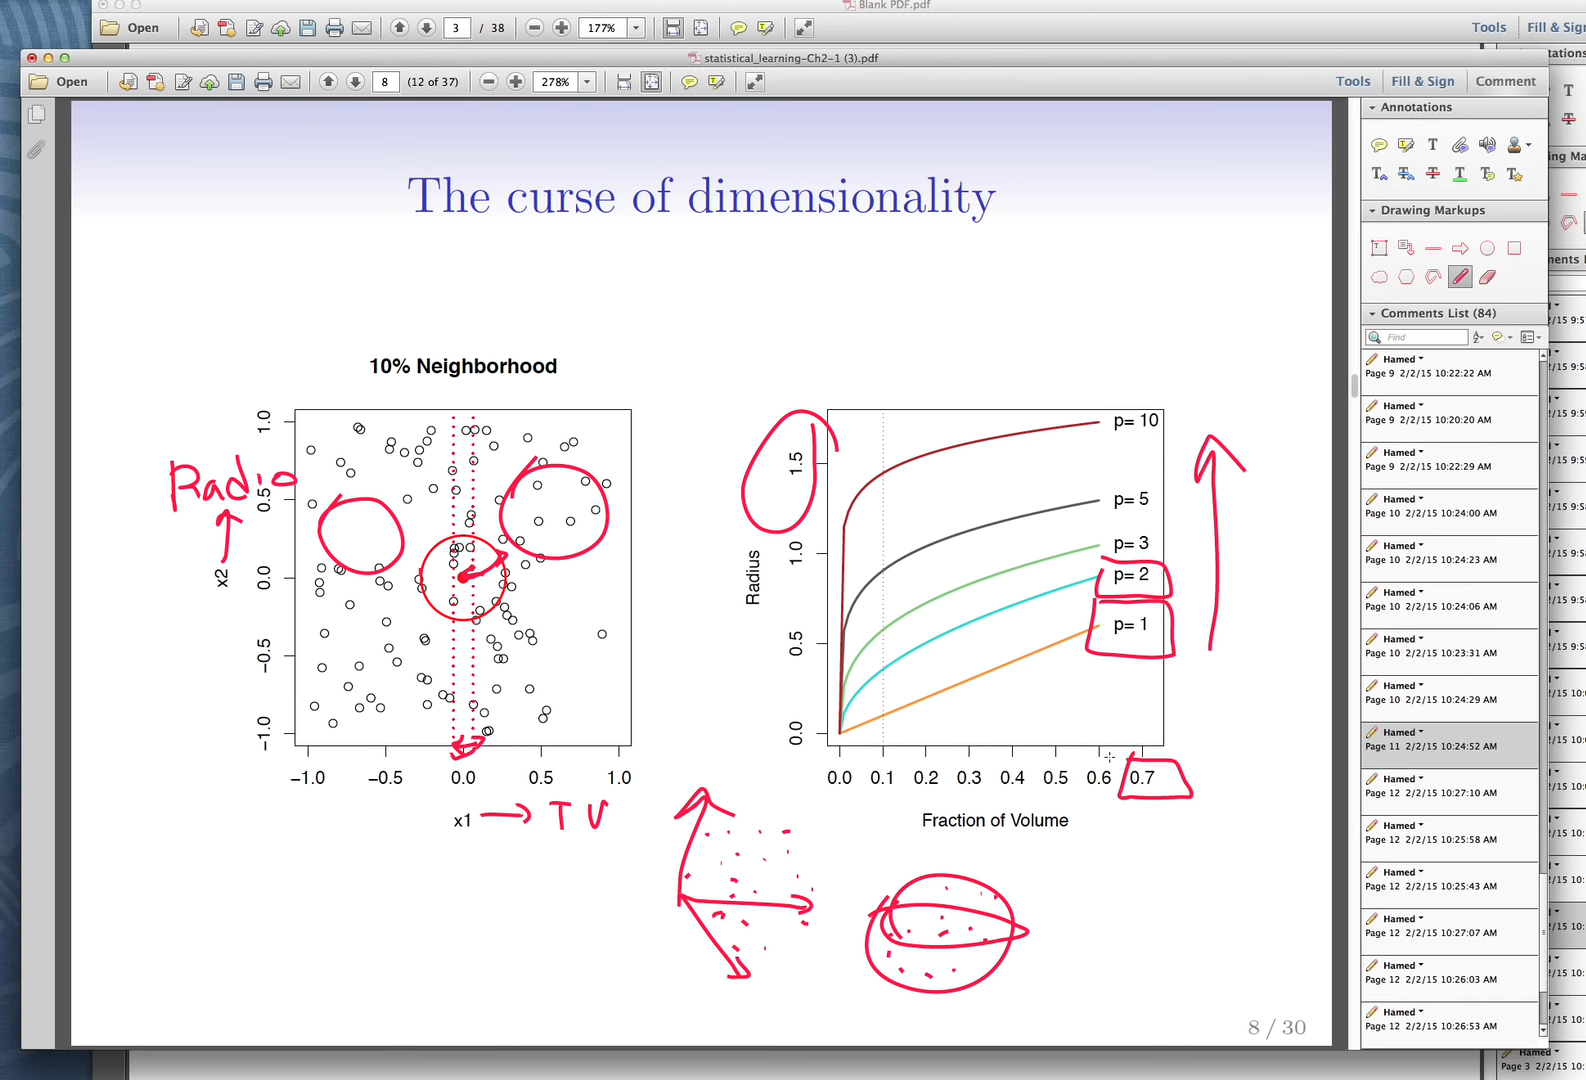 Blank PDF.pdf
Open 3 / 38 177% Tools Fill & Sign
statistical_learning-Ch2-1 (3).pdf
Open 8 (12 of 37) 278% Tools Fill & Sign Comment
The curse of dimensionality
10% Neighborhood
1.0
0.5
0.0
−0.5
−1.0
x2
Radio
−1.0 −0.5 0.0 0.5 1.0
x1 TV
p= 10
p= 5
p= 3
p= 2
p= 1
1.5
1.0
0.5
0.0
Radius
0.0 0.1 0.2 0.3 0.4 0.5 0.6 0.7
Fraction of Volume
8 / 30
Annotations
Drawing Markups
Comments List (84)
Find
Hamed
Page 9 2/2/15 10:22:22 AM
Hamed
Page 9 2/2/15 10:20:20 AM
Hamed
Page 9 2/2/15 10:22:29 AM
Hamed
Page 10 2/2/15 10:24:00 AM
Hamed
Page 10 2/2/15 10:24:23 AM
Hamed
Page 10 2/2/15 10:24:06 AM
Hamed
Page 10 2/2/15 10:23:31 AM
Hamed
Page 10 2/2/15 10:24:29 AM
Hamed
Page 11 2/2/15 10:24:52 AM
Hamed
Page 12 2/2/15 10:27:10 AM
Hamed
Page 12 2/2/15 10:25:58 AM
Hamed
Page 12 2/2/15 10:25:43 AM
Hamed
Page 12 2/2/15 10:27:07 AM
Hamed
Page 12 2/2/15 10:26:03 AM
Hamed
Page 12 2/2/15 10:26:53 AM
Hamed